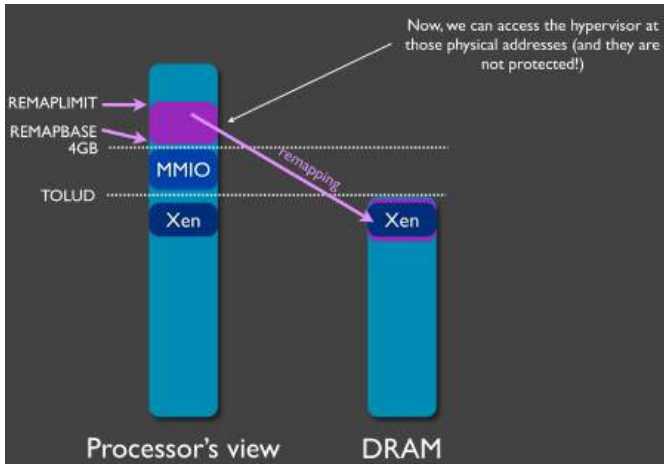 Now, we can access the hypervisor at
those physical addresses (and they are
not protected!)
REMAPLIMIT
REMAPBASE
4GB
MMIO
remapping
TOLUD
Xen
Xen
Processor's view
DRAM